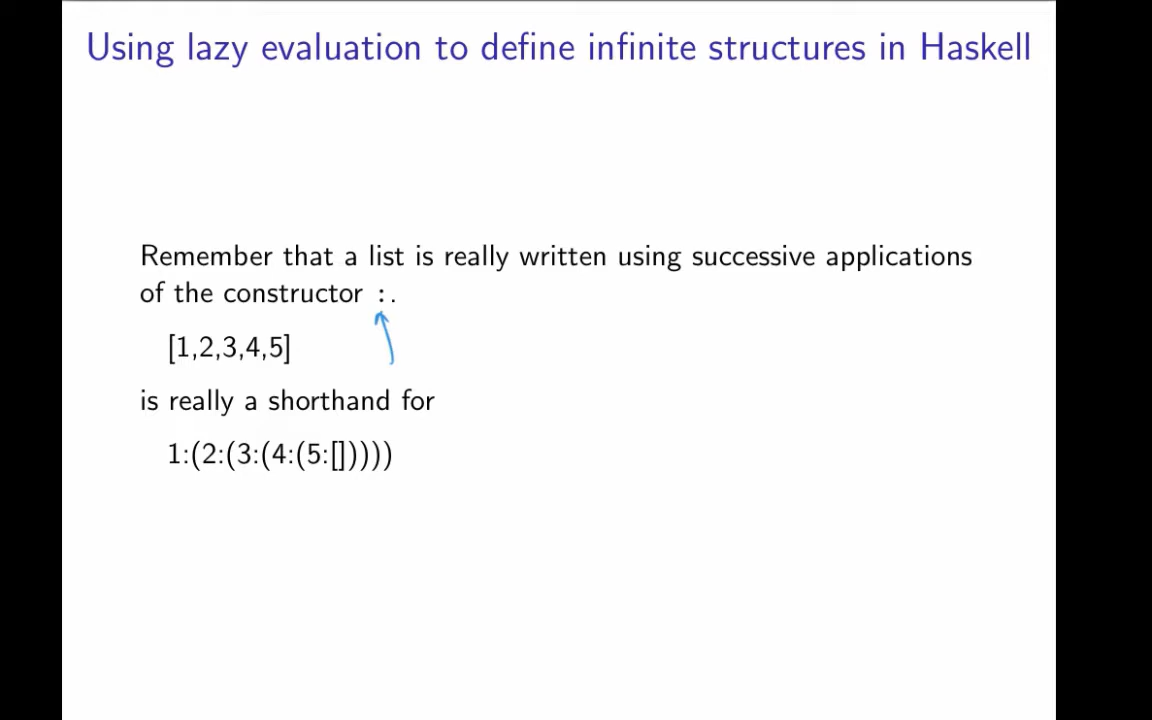 Using lazy evaluation to define infinite structures in Haskell
Remember that a list is really written using successive applications
of the constructor :.
[1,2,3,4,5]
is really a shorthand for
1:(2:(3:(4:(5:[]))))